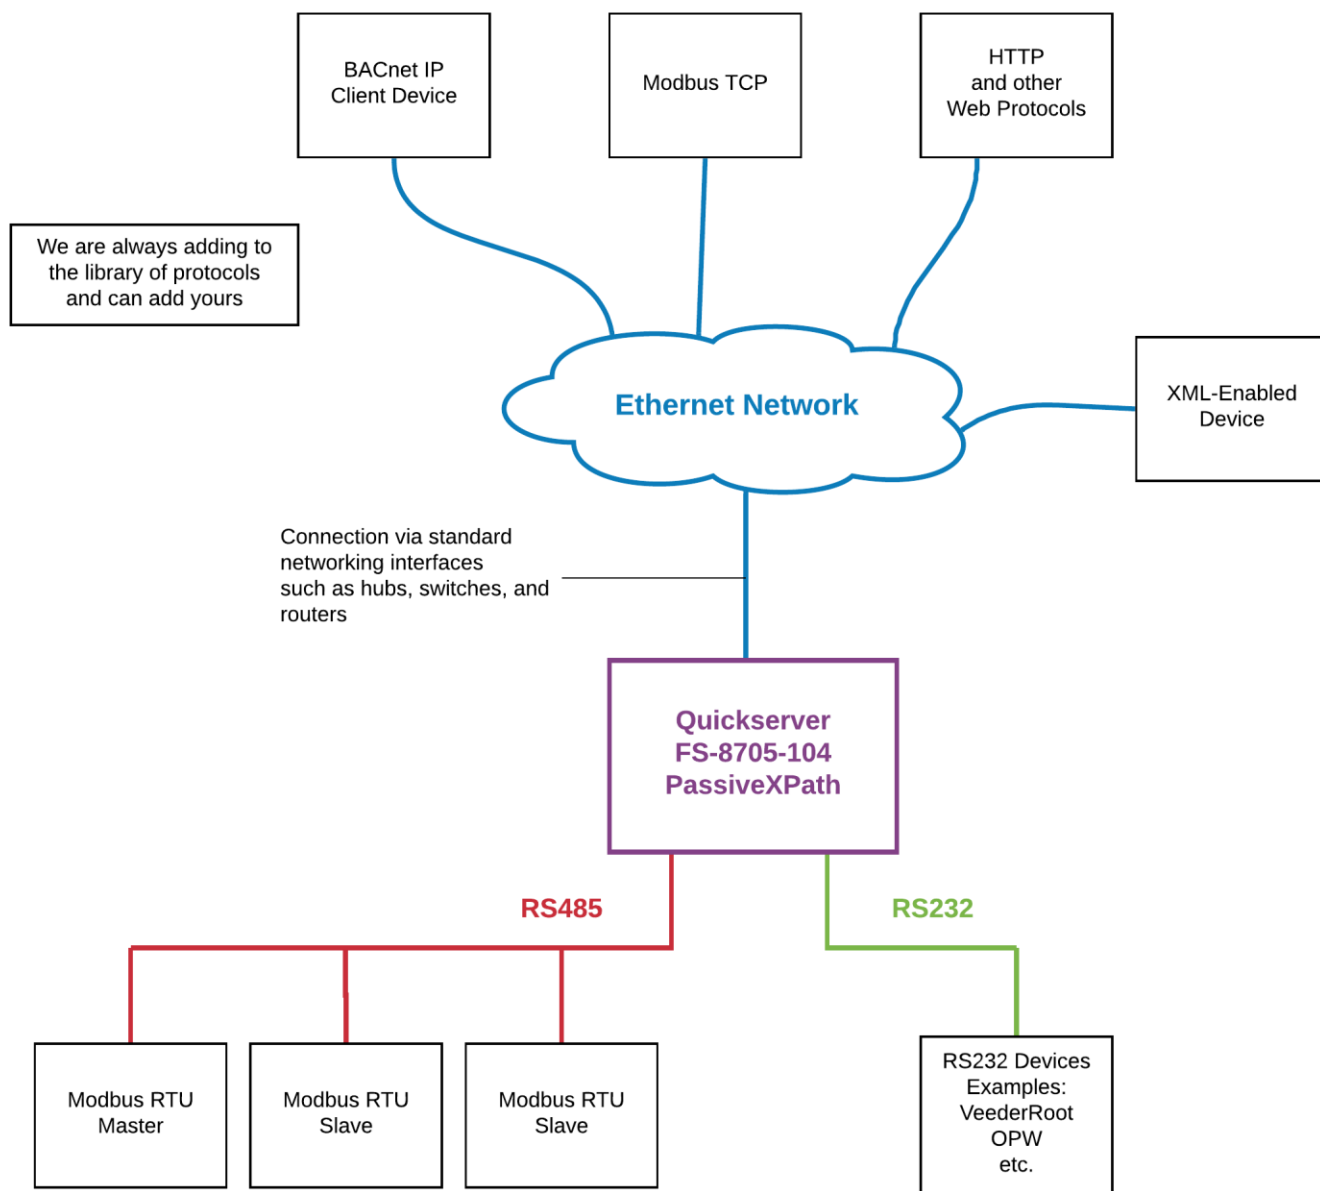 BACnet IP
Client Device
Modbus TCP
HTTP
and other
Web Protocols
We are always adding to
the library of protocols
and can add yours
Ethernet Network
XML-Enabled
Device
Connection via standard
networking interfaces
such as hubs, switches, and
routers
Quickserver
FS-8705-104
PassiveXPath
RS485
RS232
Modbus RTU
Master
Modbus RTU
Slave
Modbus RTU
Slave
RS232 Devices
Examples:
VeederRoot
OPW
etc.